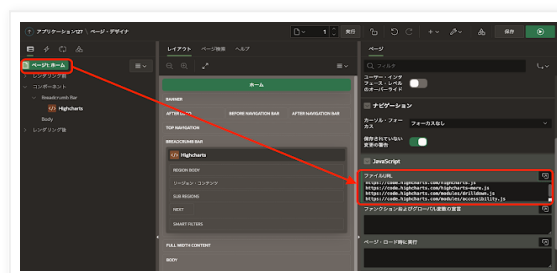 アプリケーション127 \ ページ・デザイナ
1
実行
保存
ページ1: ホーム
レンダリング前
コンポーネント
Breadcrumb Bar
Highcharts
Body
レンダリング後
レイアウト
ページ検索
ヘルプ
ホーム
BANNER
AFTER LOGO
BEFORE NAVIGATION BAR
AFTER NAVIGATION BAR
TOP NAVIGATION
BREADCRUMB BAR
Highcharts
REGION BODY
リージョン・コンテンツ
SUB REGIONS
NEXT
SMART FILTERS
FULL WIDTH CONTENT
BODY
ページ
フィルタ
ユーザー・インタ
フェース・レベル
のオーバーライド
ナビゲーション
カーソル・フォー
カス
フォーカスなし
保存されていない
変更の警告
JavaScript
ファイルURL
https://code.highcharts.com/highcharts.js
https://code.highcharts.com/highcharts-more.js
https://code.highcharts.com/modules/drilldown.js
https://code.highcharts.com/modules/accessibility.js
ファンクションおよびグローバル変数の宣言
ページ・ロード時に実行